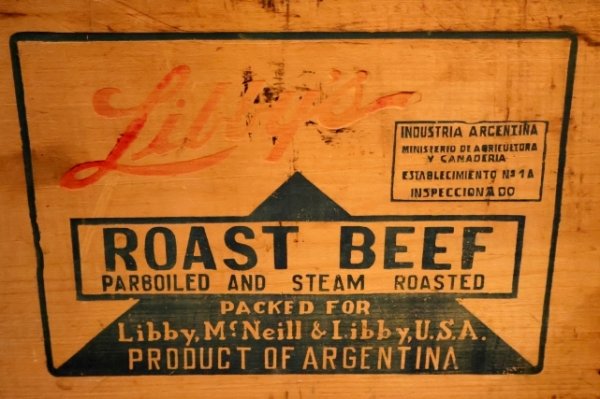 Libby's
INDUSTRIA ARGENTINA
MINISTERIO DE AGRICULTURA
Y GANADERIA
ESTABLECIMIENTO Nº 1A
INSPECCIONADO
ROAST BEEF
PARBOILED AND STEAM ROASTED
PACKED FOR
Libby, McNeill & Libby, U.S.A.
PRODUCT OF ARGENTINA